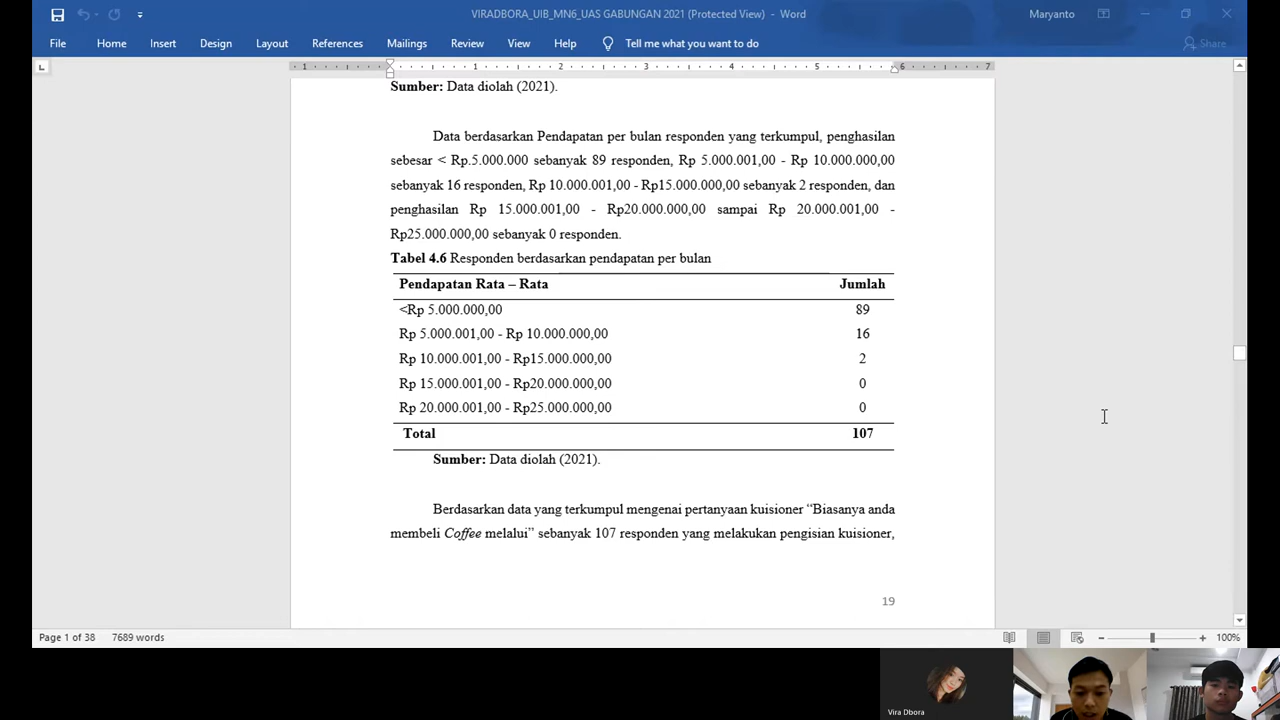 VIRADBORA_UIB_MN6_UAS GABUNGAN 2021 (Protected View) - Word
Maryanto
File Home Insert Design Layout References Mailings Review View Help Tell me what you want to do Share
1 1 2 3 4 5 6 7
Sumber: Data diolah (2021).
Data berdasarkan Pendapatan per bulan responden yang terkumpul, penghasilan
sebesar < Rp.5.000.000 sebanyak 89 responden, Rp 5.000.001,00 - Rp 10.000.000,00
sebanyak 16 responden, Rp 10.000.001,00 - Rp15.000.000,00 sebanyak 2 responden, dan
penghasilan Rp 15.000.001,00 - Rp20.000.000,00 sampai Rp 20.000.001,00 -
Rp25.000.000,00 sebanyak 0 responden.
Tabel 4.6 Responden berdasarkan pendapatan per bulan
Pendapatan Rata – Rata Jumlah
<Rp 5.000.000,00 89
Rp 5.000.001,00 - Rp 10.000.000,00 16
Rp 10.000.001,00 - Rp15.000.000,00 2
Rp 15.000.001,00 - Rp20.000.000,00 0
Rp 20.000.001,00 - Rp25.000.000,00 0
Total 107
Sumber: Data diolah (2021).
Berdasarkan data yang terkumpul mengenai pertanyaan kuisioner “Biasanya anda
membeli Coffee melalui” sebanyak 107 responden yang melakukan pengisian kuisioner,
19
Page 1 of 38 7689 words 100%
Vira Dbora